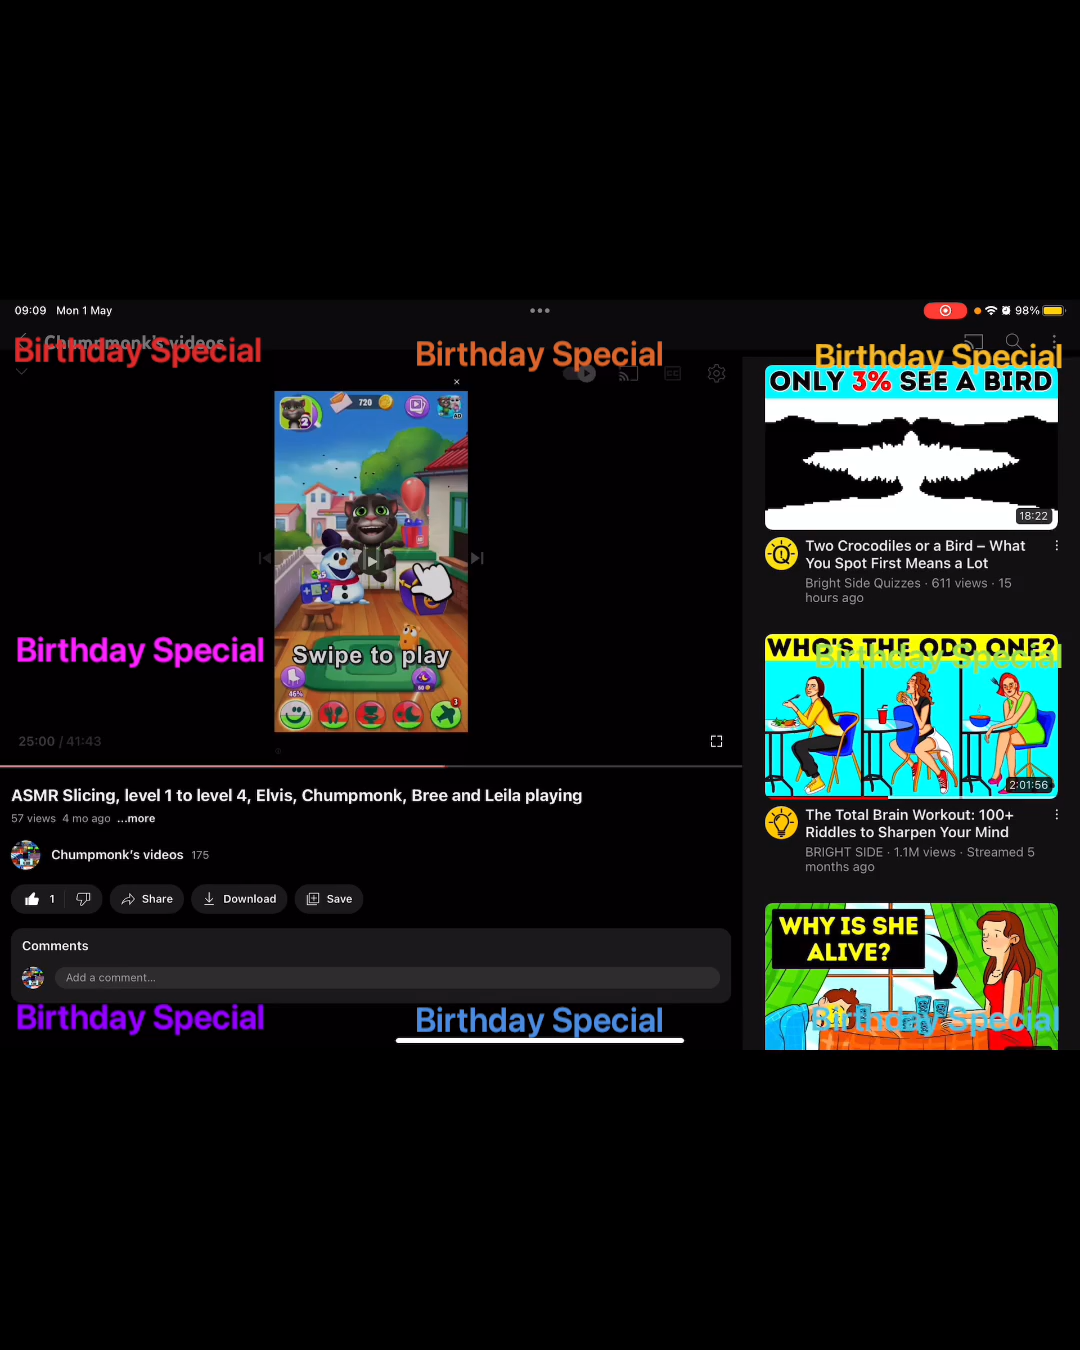 09:09 Mon 1 May
98%
Chumpmonk's videos
Birthday Special
Birthday Special
Birthday Special
CC
2
720
AD
Swipe to play
46%
60
3
Birthday Special
25:00 / 41:43
ASMR Slicing, level 1 to level 4, Elvis, Chumpmonk, Bree and Leila playing
57 views 4 mo ago ...more
Chumpmonk's videos 175
1
Share
Download
Save
Comments
Add a comment...
Birthday Special
Birthday Special
ONLY 3% SEE A BIRD
18:22
Two Crocodiles or a Bird – What
You Spot First Means a Lot
Bright Side Quizzes · 611 views · 15
hours ago
WHO'S THE ODD ONE?
Birthday Special
2:01:56
The Total Brain Workout: 100+
Riddles to Sharpen Your Mind
BRIGHT SIDE · 1.1M views · Streamed 5
months ago
WHY IS SHE
ALIVE?
Birthday Special